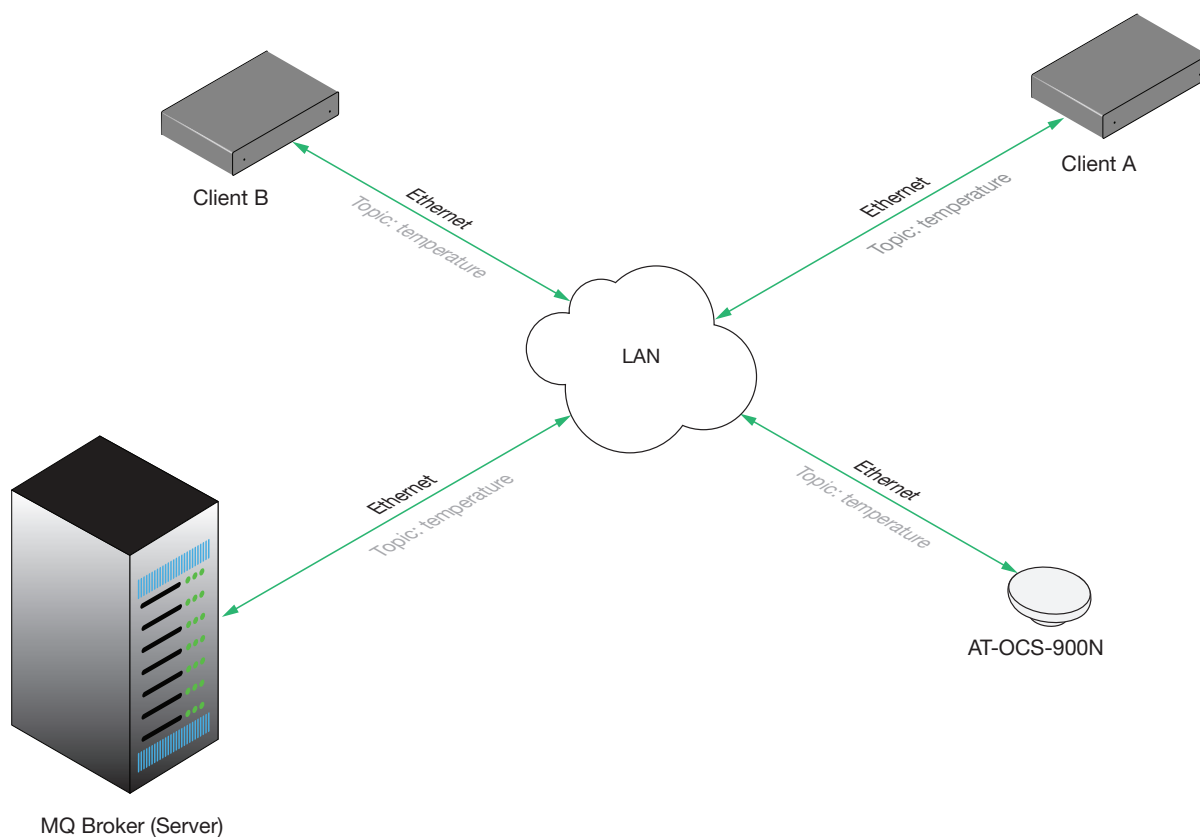 Client A
Client B
Ethernet
Topic: temperature
Ethernet
Topic: temperature
LAN
Ethernet
Topic: temperature
Ethernet
Topic: temperature
AT-OCS-900N
MQ Broker (Server)